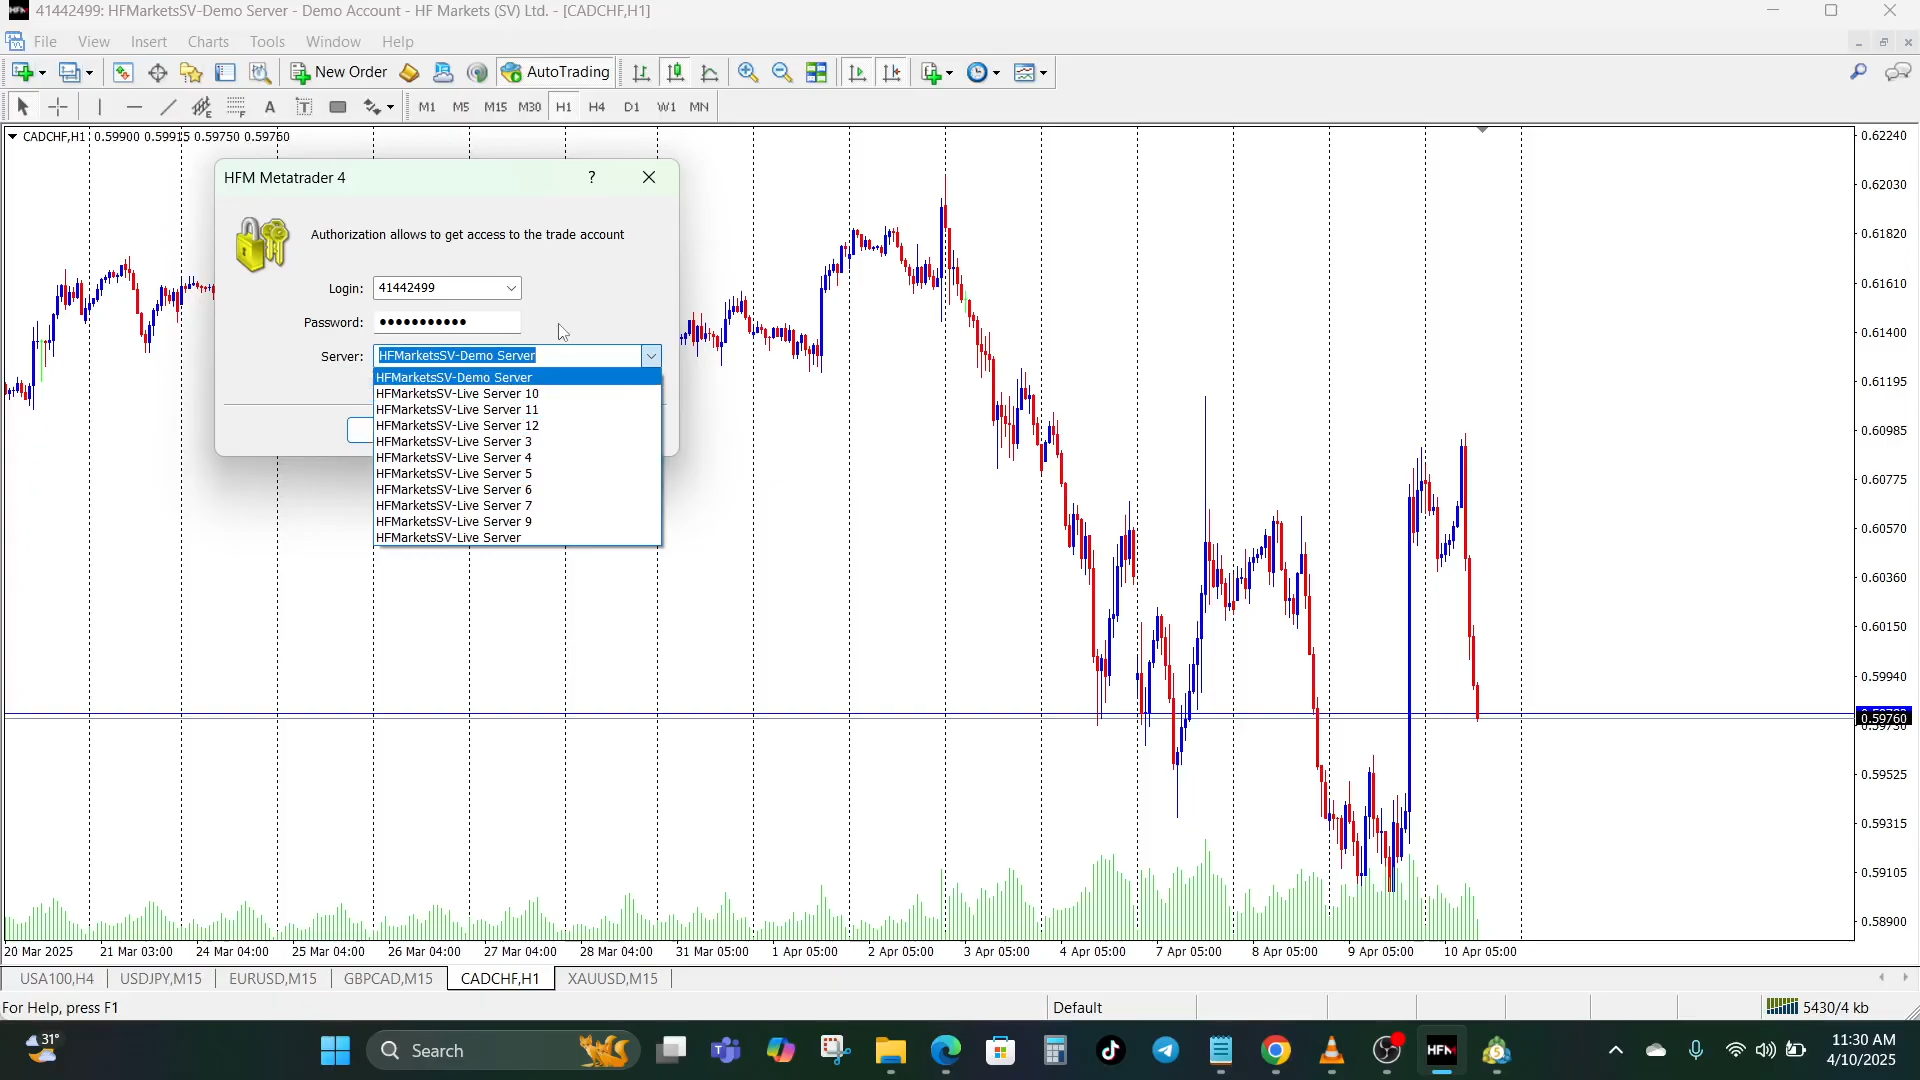 41442499: HFMarketsSV-Demo Server - Demo Account - HF Markets (SV) Ltd. - [CADCHF,H1]
File View Insert Charts Tools Window Help
New Order AutoTrading
A T M1 M5 M15 M30 H1 H4 D1 W1 MN
CADCHF,H1 0.59900 0.59915 0.59750 0.59760
HFM Metatrader 4 ?
Authorization allows to get access to the trade account
Login: 41442499
Password: •••••••••••
Server: HFMarketsSV-Demo Server
HFMarketsSV-Demo Server
HFMarketsSV-Live Server 10
HFMarketsSV-Live Server 11
HFMarketsSV-Live Server 12
HFMarketsSV-Live Server 3
HFMarketsSV-Live Server 4
HFMarketsSV-Live Server 5
HFMarketsSV-Live Server 6
HFMarketsSV-Live Server 7
HFMarketsSV-Live Server 9
HFMarketsSV-Live Server
0.62240
0.62030
0.61820
0.61610
0.61400
0.61195
0.60985
0.60775
0.60570
0.60360
0.60150
0.59940
0.59760
0.59525
0.59315
0.59105
0.58900
20 Mar 2025 21 Mar 03:00 24 Mar 04:00 25 Mar 04:00 26 Mar 04:00 27 Mar 04:00 28 Mar 04:00 31 Mar 05:00 1 Apr 05:00 2 Apr 05:00 3 Apr 05:00 4 Apr 05:00 7 Apr 05:00 8 Apr 05:00 9 Apr 05:00 10 Apr 05:00
USA100,H4 USDJPY,M15 EURUSD,M15 GBPCAD,M15 CADCHF,H1 XAUUSD,M15
For Help, press F1 Default 5430/4 kb
31° Search HFM 11:30 AM
4/10/2025